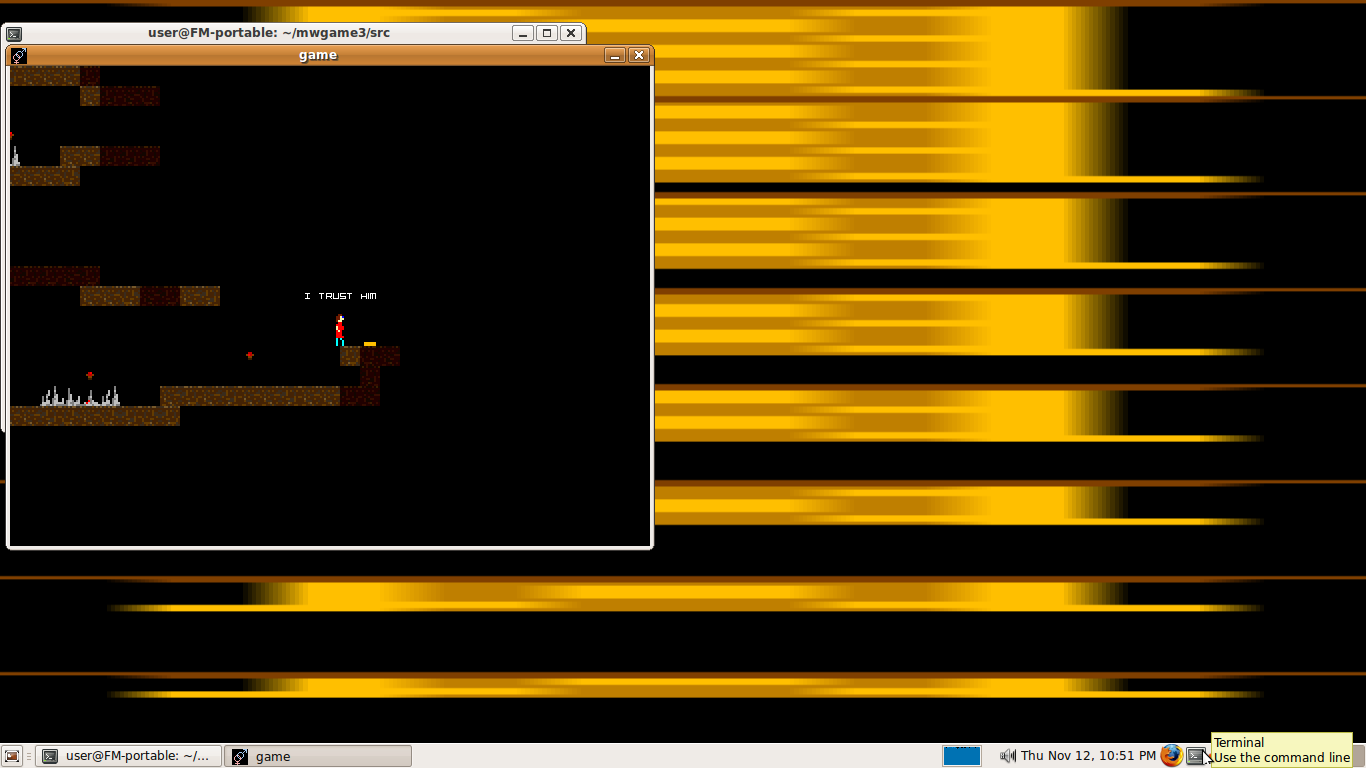 user@FM-portable: ~/mwgame3/src
game
I TRUST HIM
user@FM-portable: ~/...
game
Thu Nov 12, 10:51 PM
Terminal
Use the command line